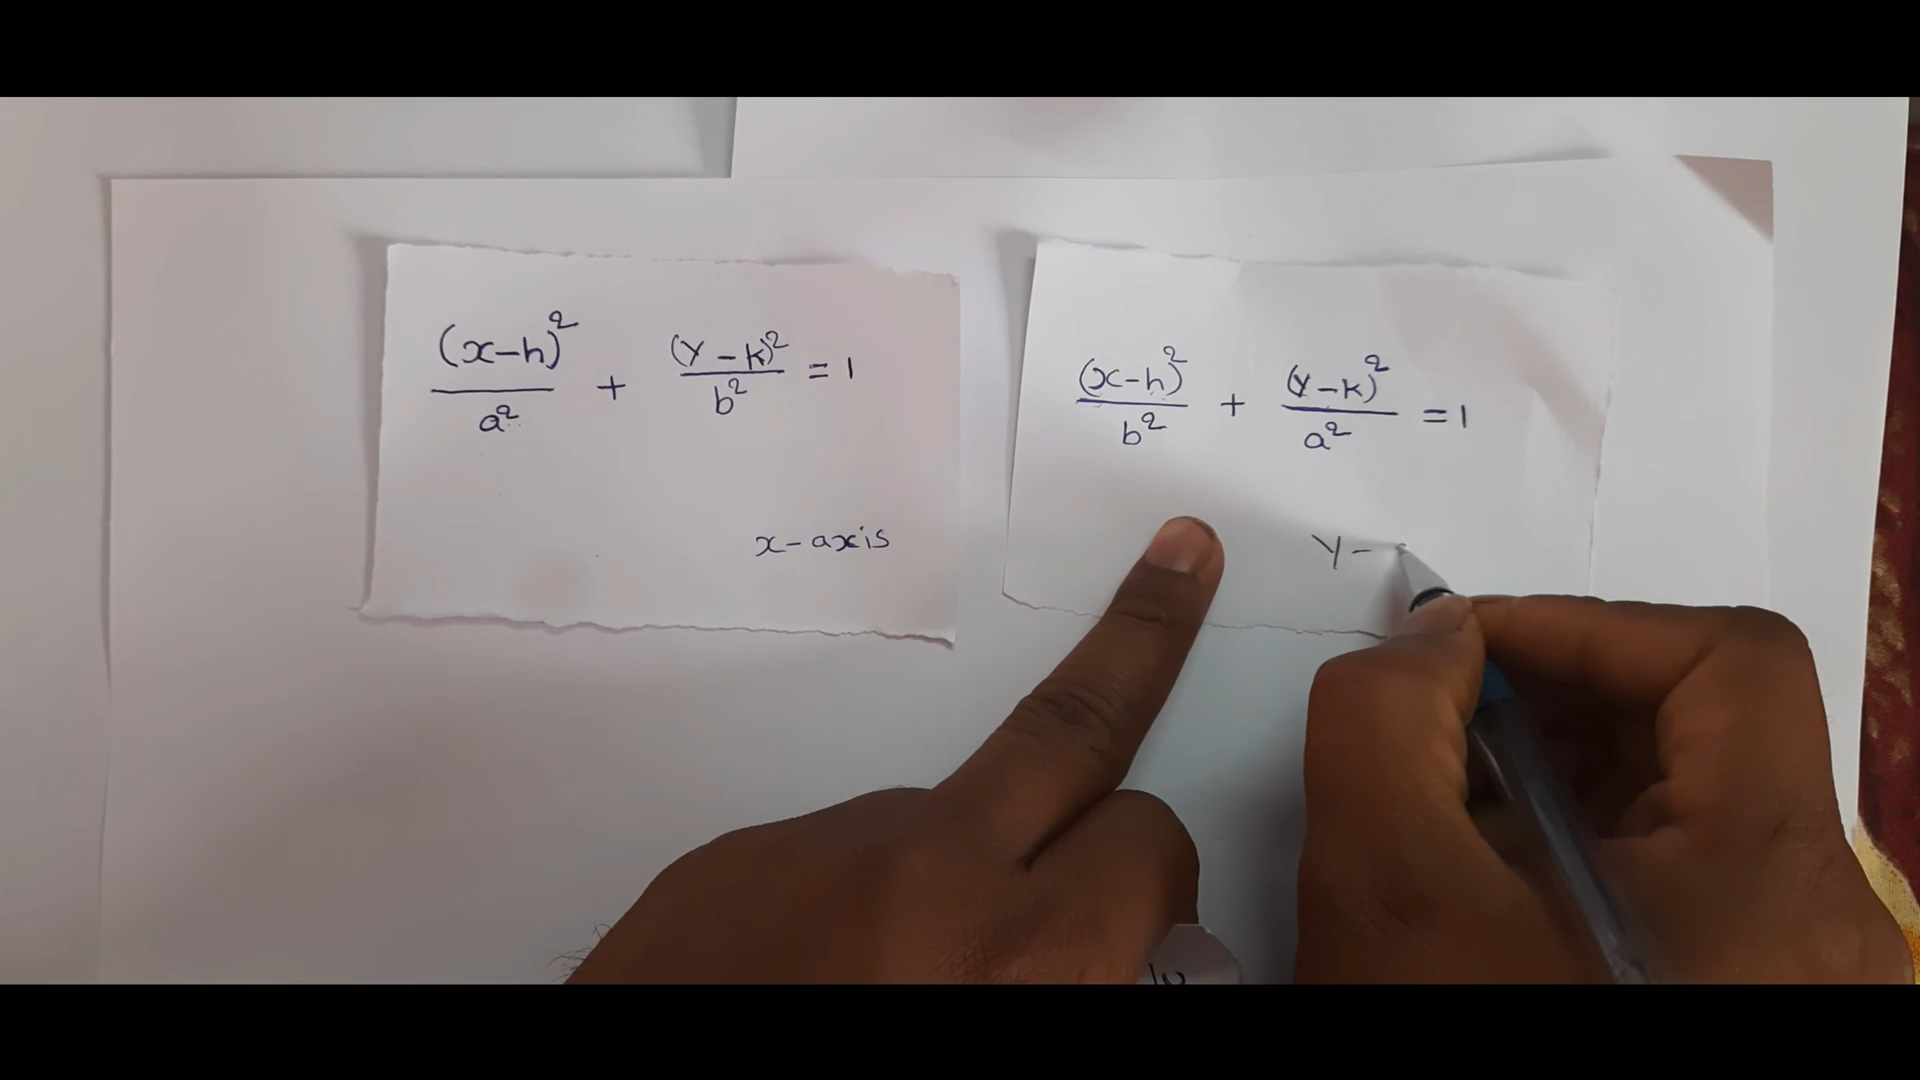 (x-h)² / a² + (y-k)² / b² = 1
x-axis
(x-h)² / b² + (y-k)² / a² = 1
y-